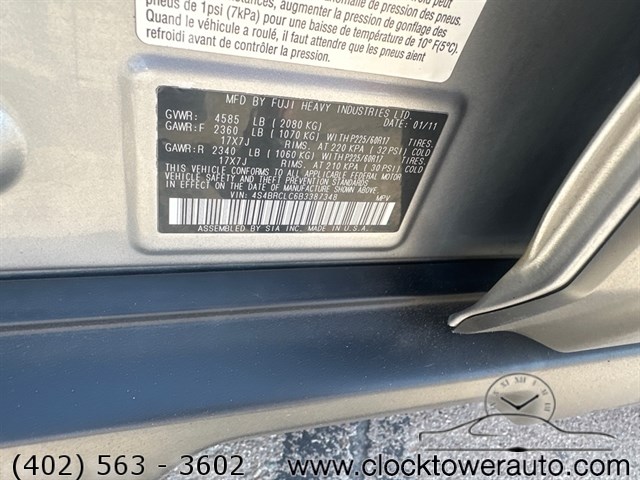 pneus de 1psi (7kPa) pour une baisse de température de 10° F(5°C).
Quand le véhicule a roulé, il faut attendre que les pneus aient
refroidi avant de contrôler la pression.
MFD BY FUJI HEAVY INDUSTRIES LTD.
GVWR: 4585 LB ( 2080 KG) DATE: 01/11
GAWR:F 2360 LB ( 1070 KG) WITH P225/60R17 TIRES,
17X7J RIMS, AT 220 KPA ( 32 PSI) COLD
GAWR:R 2340 LB ( 1060 KG) WITH P225/60R17 TIRES,
17X7J RIMS, AT 210 KPA ( 30 PSI) COLD
THIS VEHICLE CONFORMS TO ALL APPLICABLE FEDERAL MOTOR
VEHICLE SAFETY AND THEFT PREVENTION STANDARDS
IN EFFECT ON THE DATE OF MANUFACTURE SHOWN ABOVE.
VIN: 4S4BRCLC6B3387348 MPV
ASSEMBLED BY SIA INC. MADE IN U.S.A.
(402) 563 - 3602 www.clocktowerauto.com